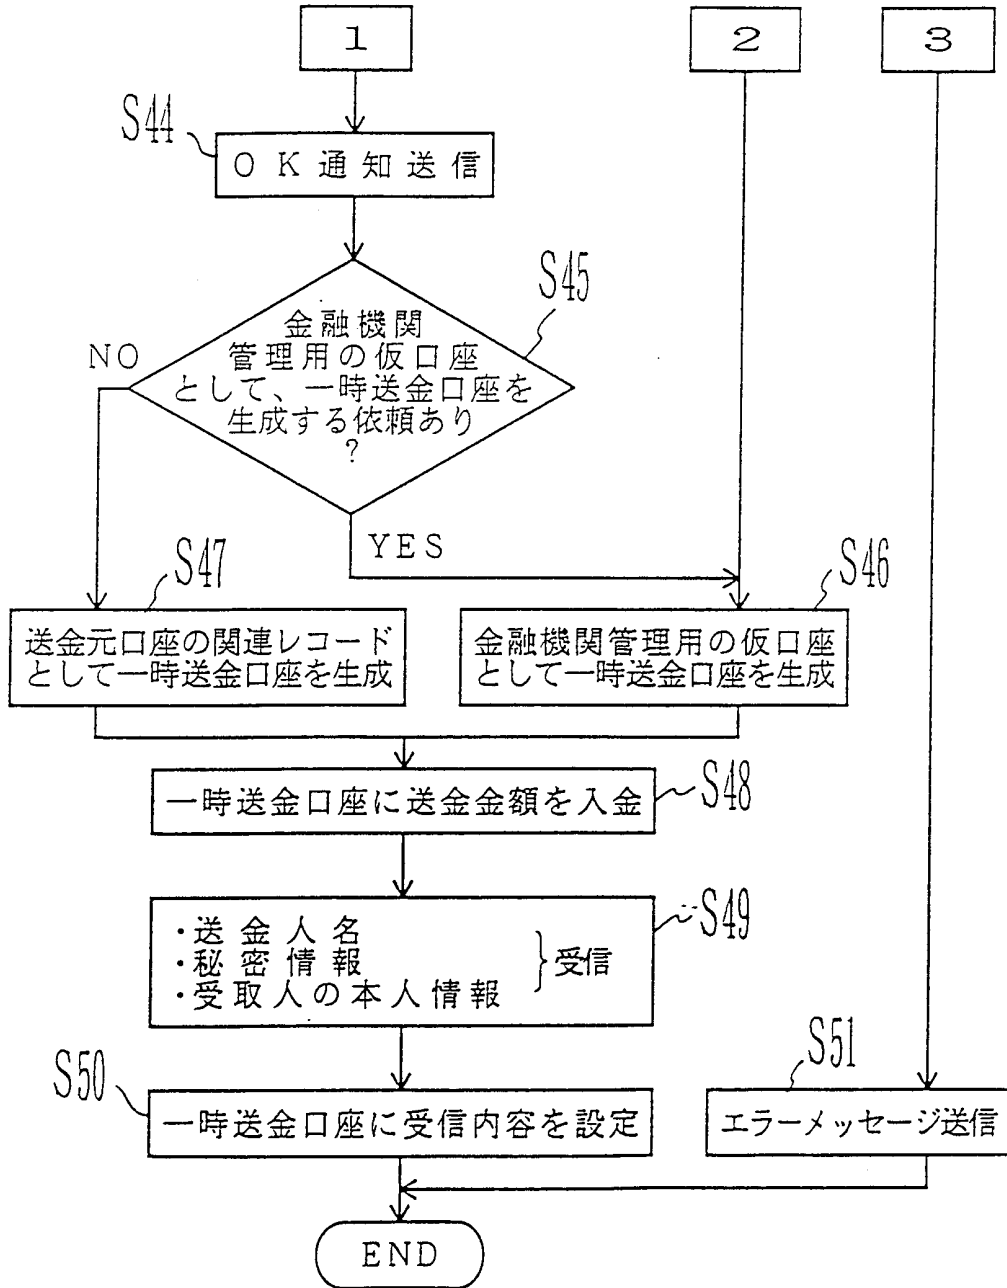 1
2
3
S44
OK通知送信
S45
金融機関
管理用の仮口座
として、一時送金口座を
生成する依頼あり
?
NO
YES
S47
送金元口座の関連レコード
として一時送金口座を生成
S46
金融機関管理用の仮口座
として一時送金口座を生成
一時送金口座に送金金額を入金
S48
・送金人名
・秘密情報
・受取人の本人情報
}受信
S49
S50
一時送金口座に受信内容を設定
S51
エラーメッセージ送信
END